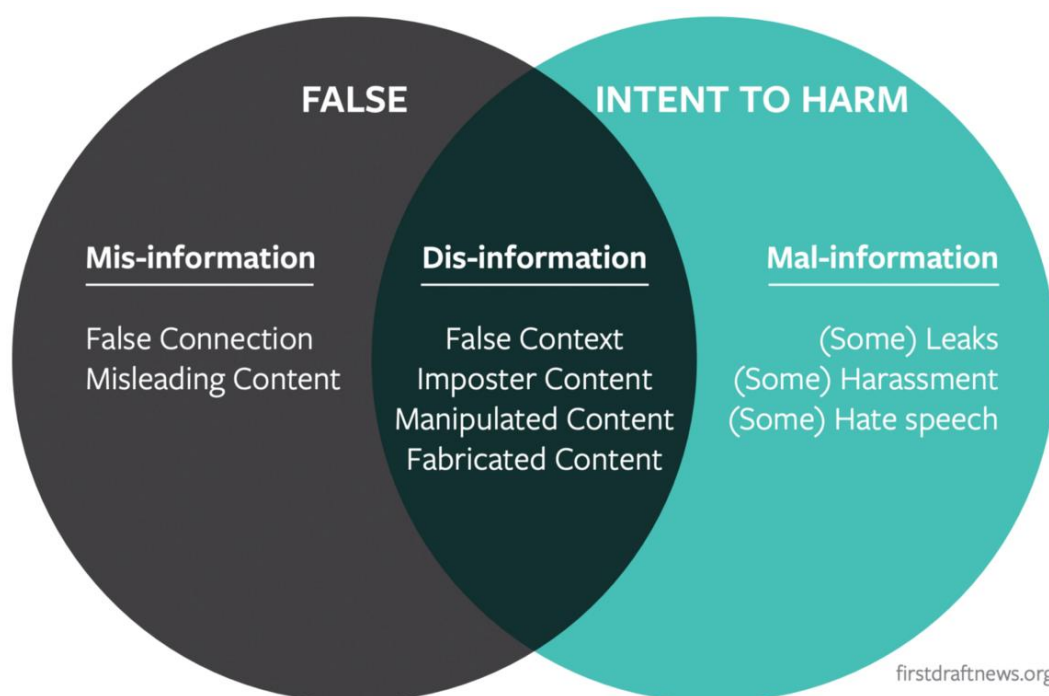 FALSE
INTENT TO HARM
Mis-information
False Connection
Misleading Content
Dis-information
False Context
Imposter Content
Manipulated Content
Fabricated Content
Mal-information
(Some) Leaks
(Some) Harassment
(Some) Hate speech
firstdraftnews.org